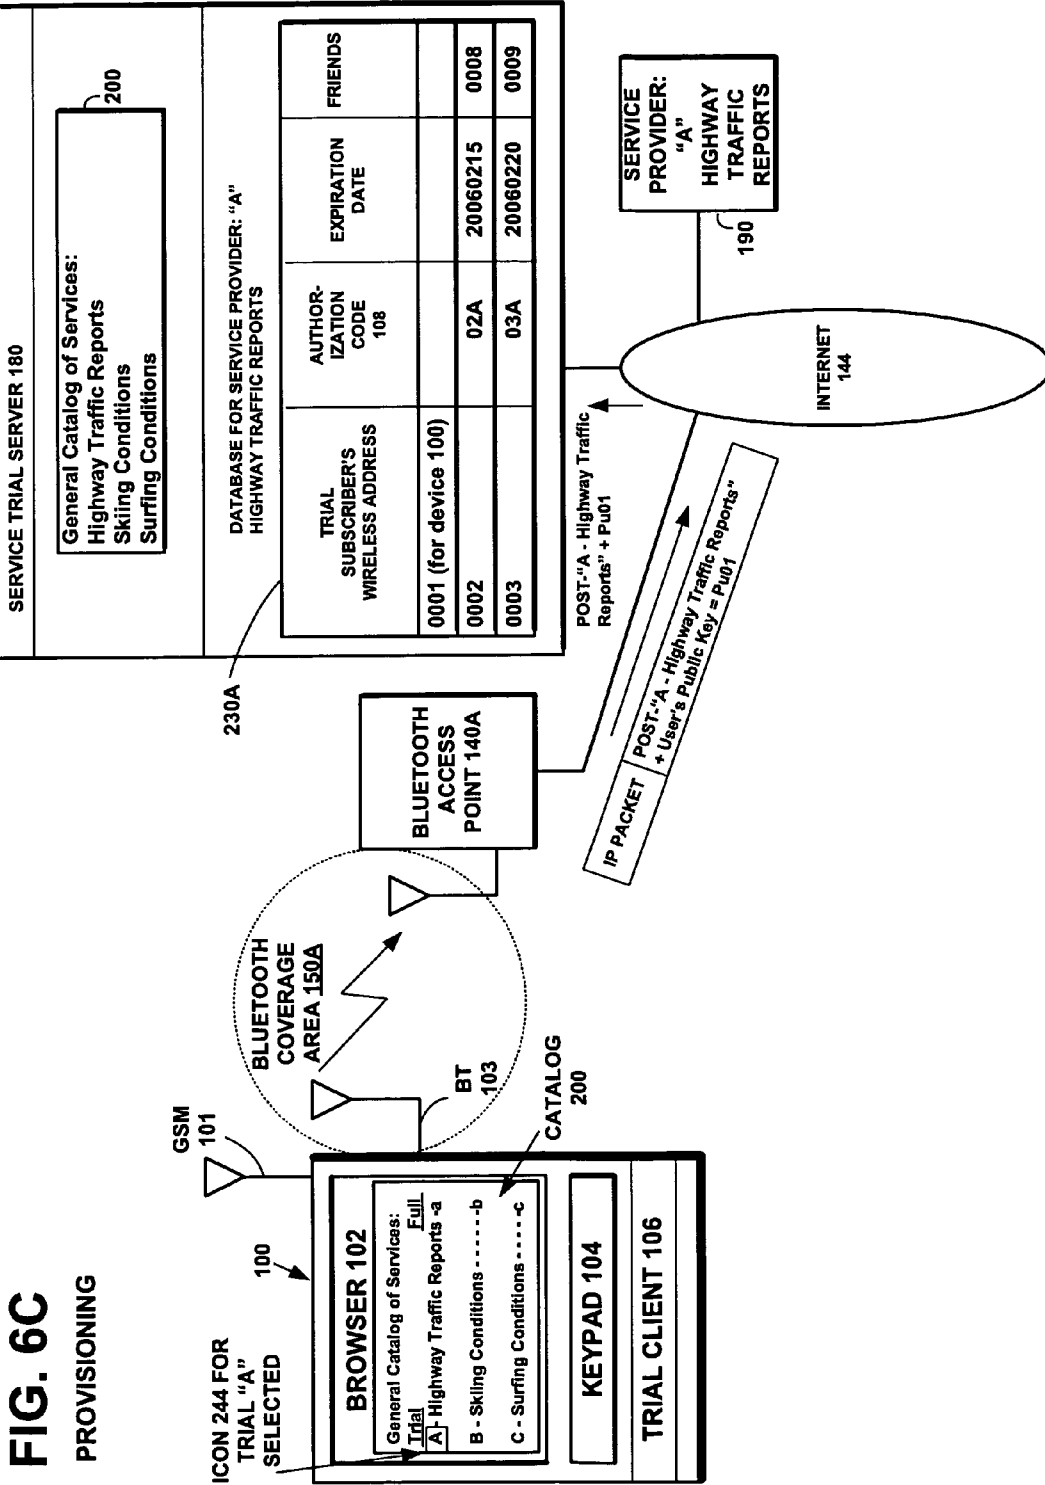 FIG. 6C
PROVISIONING
ICON 244 FOR
TRIAL "A"
SELECTED
100
GSM
101
BROWSER 102
General Catalog of Services:
Trial Full
A - Highway Traffic Reports -a
B - Skiing Conditions - - - - - -b
C - Surfing Conditions - - - - -c
KEYPAD 104
TRIAL CLIENT 106
BT
103
CATALOG
200
BLUETOOTH
COVERAGE
AREA 150A
BLUETOOTH
ACCESS
POINT 140A
IP PACKET
POST-"A - Highway Traffic Reports"
+ User's Public Key = Pu01
SERVICE TRIAL SERVER 180
General Catalog of Services:
Highway Traffic Reports
Skiing Conditions
Surfing Conditions
200
DATABASE FOR SERVICE PROVIDER: "A"
HIGHWAY TRAFFIC REPORTS
230A
TRIAL
SUBSCRIBER'S
WIRELESS ADDRESS
AUTHOR-
IZATION
CODE
108
EXPIRATION
DATE
FRIENDS
0001 (for device 100)
0002 02A 20060215 0008
0003 03A 20060220 0009
POST-"A - Highway Traffic
Reports" + Pu01
INTERNET
144
SERVICE
PROVIDER:
"A"
HIGHWAY
TRAFFIC
REPORTS
190